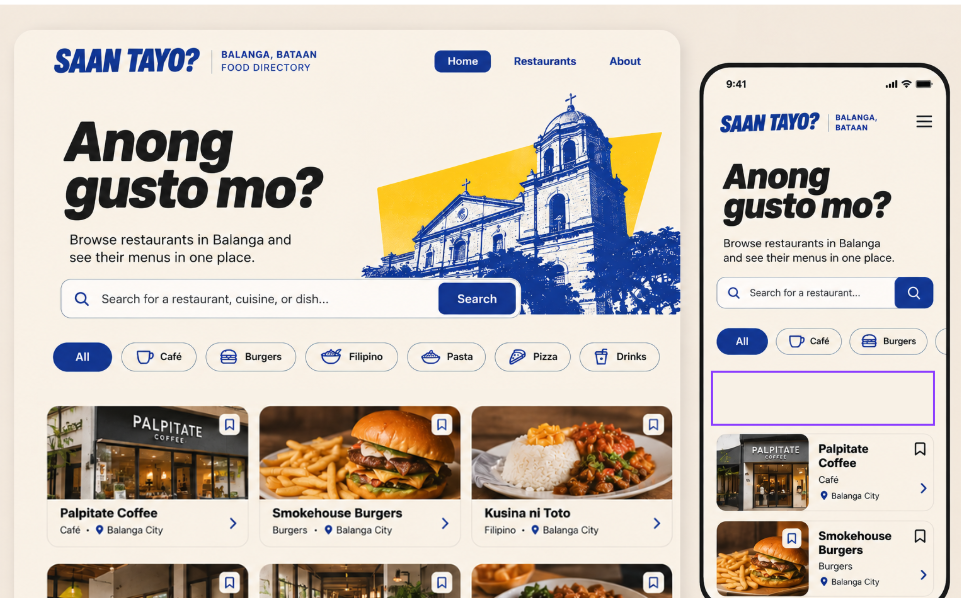 SAAN TAYO?
BALANGA, BATAAN
FOOD DIRECTORY
Home
Restaurants
About
Anong
gusto mo?
Browse restaurants in Balanga and
see their menus in one place.
Search for a restaurant, cuisine, or dish...
Search
All
Café
Burgers
Filipino
Pasta
Pizza
Drinks
PALPITATE
COFFEE
Palpitate Coffee
Café • Balanga City
Smokehouse Burgers
Burgers • Balanga City
Kusina ni Toto
Filipino • Balanga City
9:41
SAAN TAYO?
BALANGA,
BATAAN
Anong
gusto mo?
Browse restaurants in Balanga
and see their menus in one place.
Search for a restaurant...
All
Café
Burgers
PALPITATE
COFFEE
Palpitate
Coffee
Café
Balanga City
Smokehouse
Burgers
Burgers
Balanga City